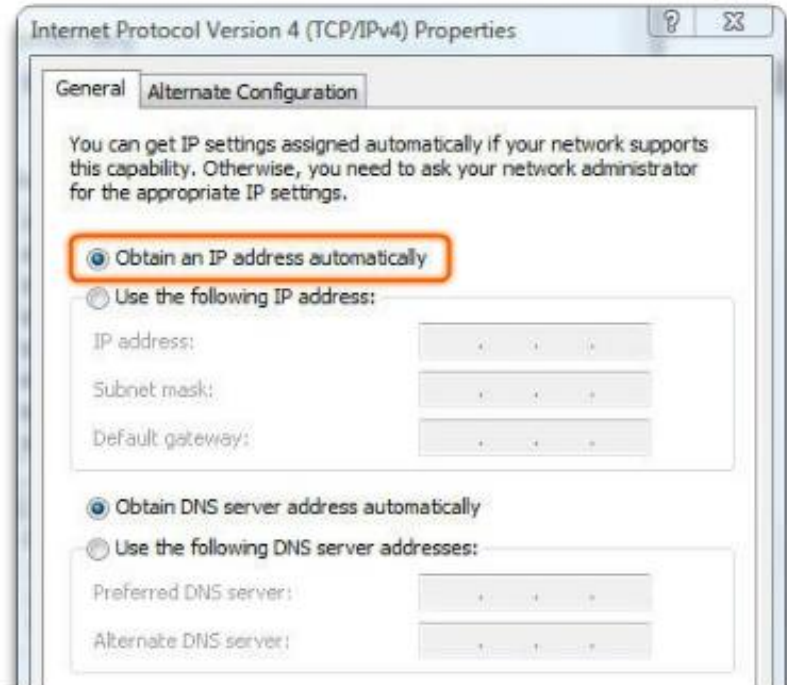 Internet Protocol Version 4 (TCP/IPv4) Properties
General
Alternate Configuration
You can get IP settings assigned automatically if your network supports
this capability. Otherwise, you need to ask your network administrator
for the appropriate IP settings.
Obtain an IP address automatically
Use the following IP address:
IP address:
Subnet mask:
Default gateway:
Obtain DNS server address automatically
Use the following DNS server addresses:
Preferred DNS server:
Alternate DNS server: